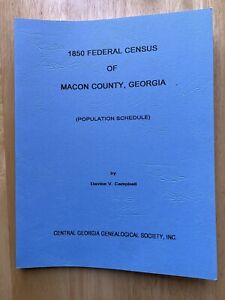 1850 FEDERAL CENSUS
OF
MACON COUNTY, GEORGIA
(POPULATION SCHEDULE)
by
Davine V. Campbell
CENTRAL GEORGIA GENEALOGICAL SOCIETY, INC.